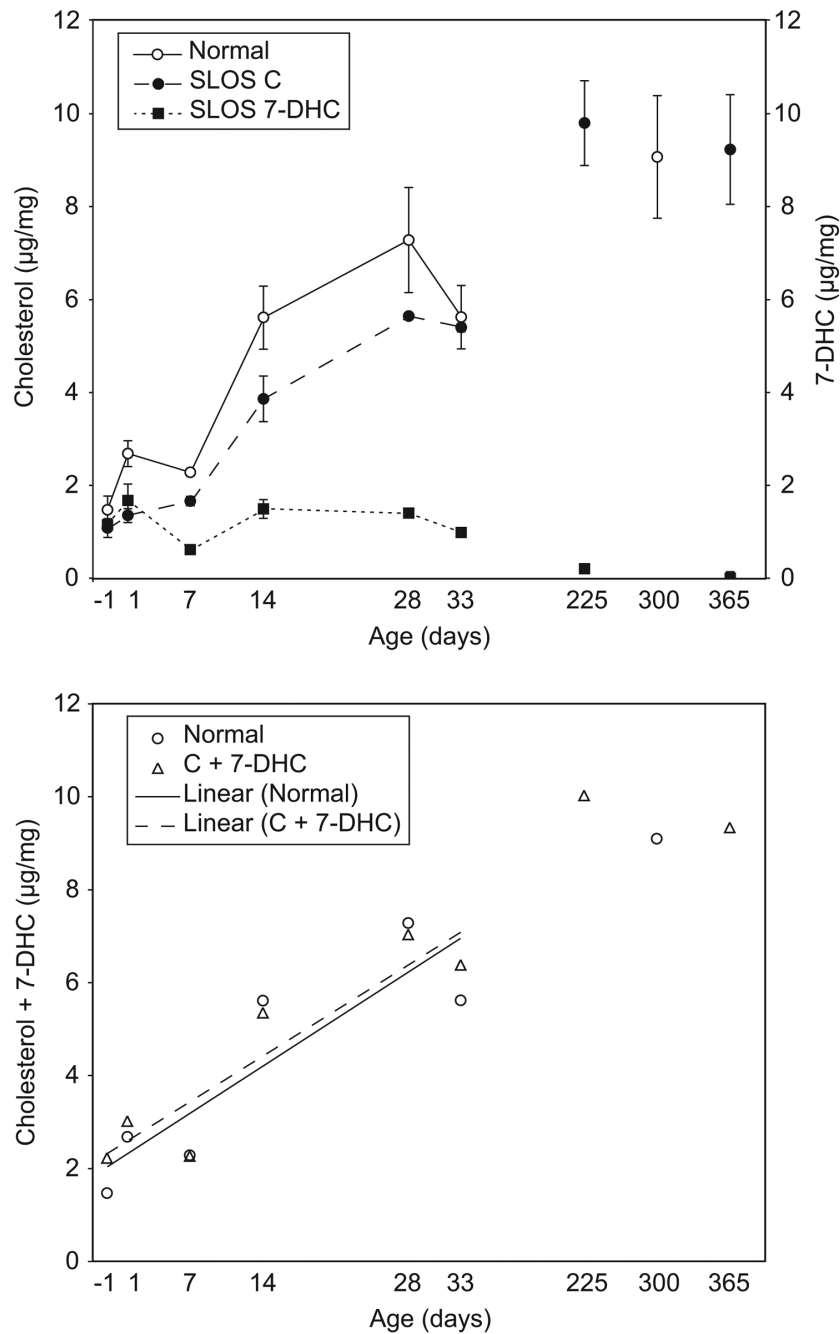 12
10
8
6
4
2
0
Cholesterol (µg/mg)
Normal
SLOS C
SLOS 7-DHC
12
10
8
6
4
2
0
7-DHC (µg/mg)
-1 1 7 14 28 33 225 300 365
Age (days)
12
10
8
6
4
2
0
Cholesterol + 7-DHC (µg/mg)
Normal
C + 7-DHC
Linear (Normal)
Linear (C + 7-DHC)
-1 1 7 14 28 33 225 300 365
Age (days)